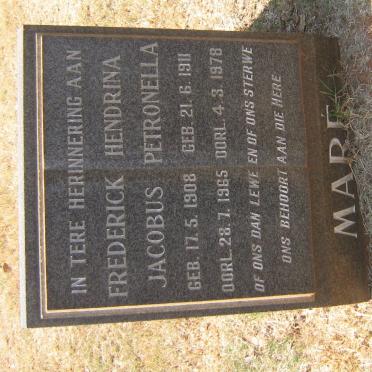 IN TERE HERINNERING AAN
FREDERICK HENDRINA
JACOBUS PETRONELLA
GEB. 17.5.1908 GEB. 21.6.1911
OORL. 28.7.1965 OORL. 4.3.1978
OF ONS DAN LEWE EN OF ONS STERWE
ONS BEHOORT AAN DIE HERE
MARÉ